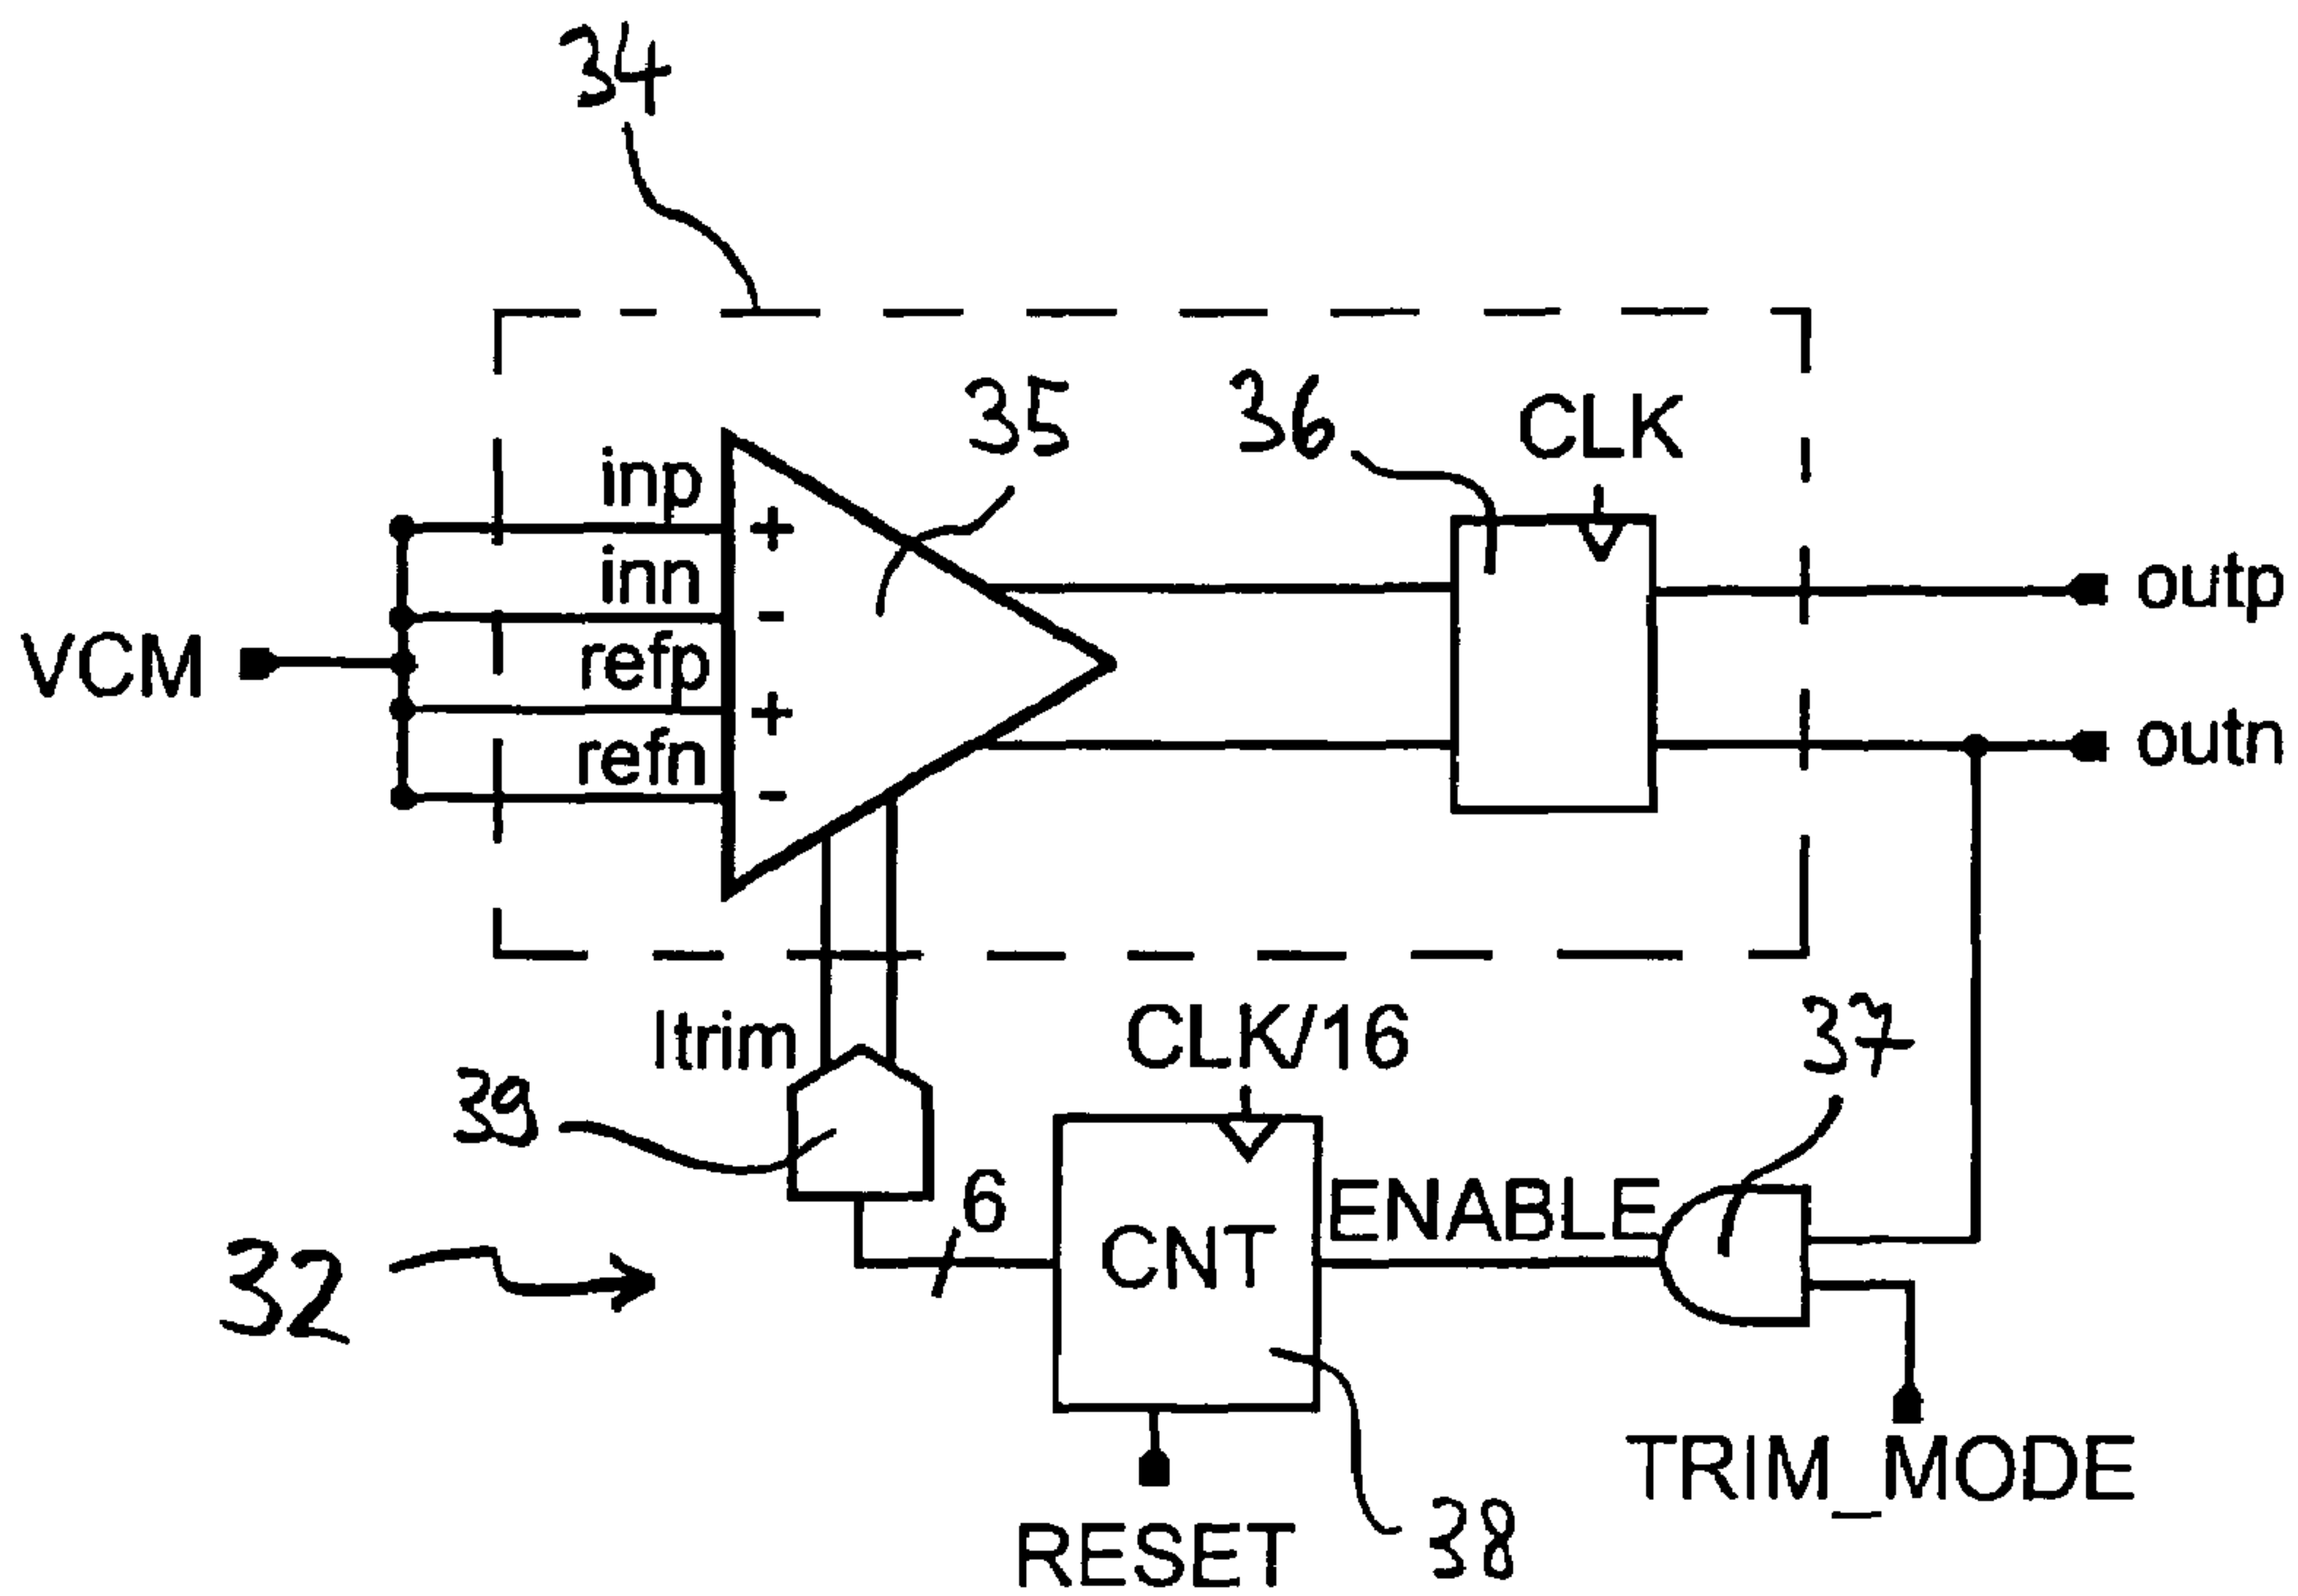 34
35
36
CLK
inp
+
inn
-
outp
VCM
refp
+
refn
-
outn
Itrim
CLK/16
37
39
6
ENABLE
CNT
32
TRIM_MODE
RESET
38